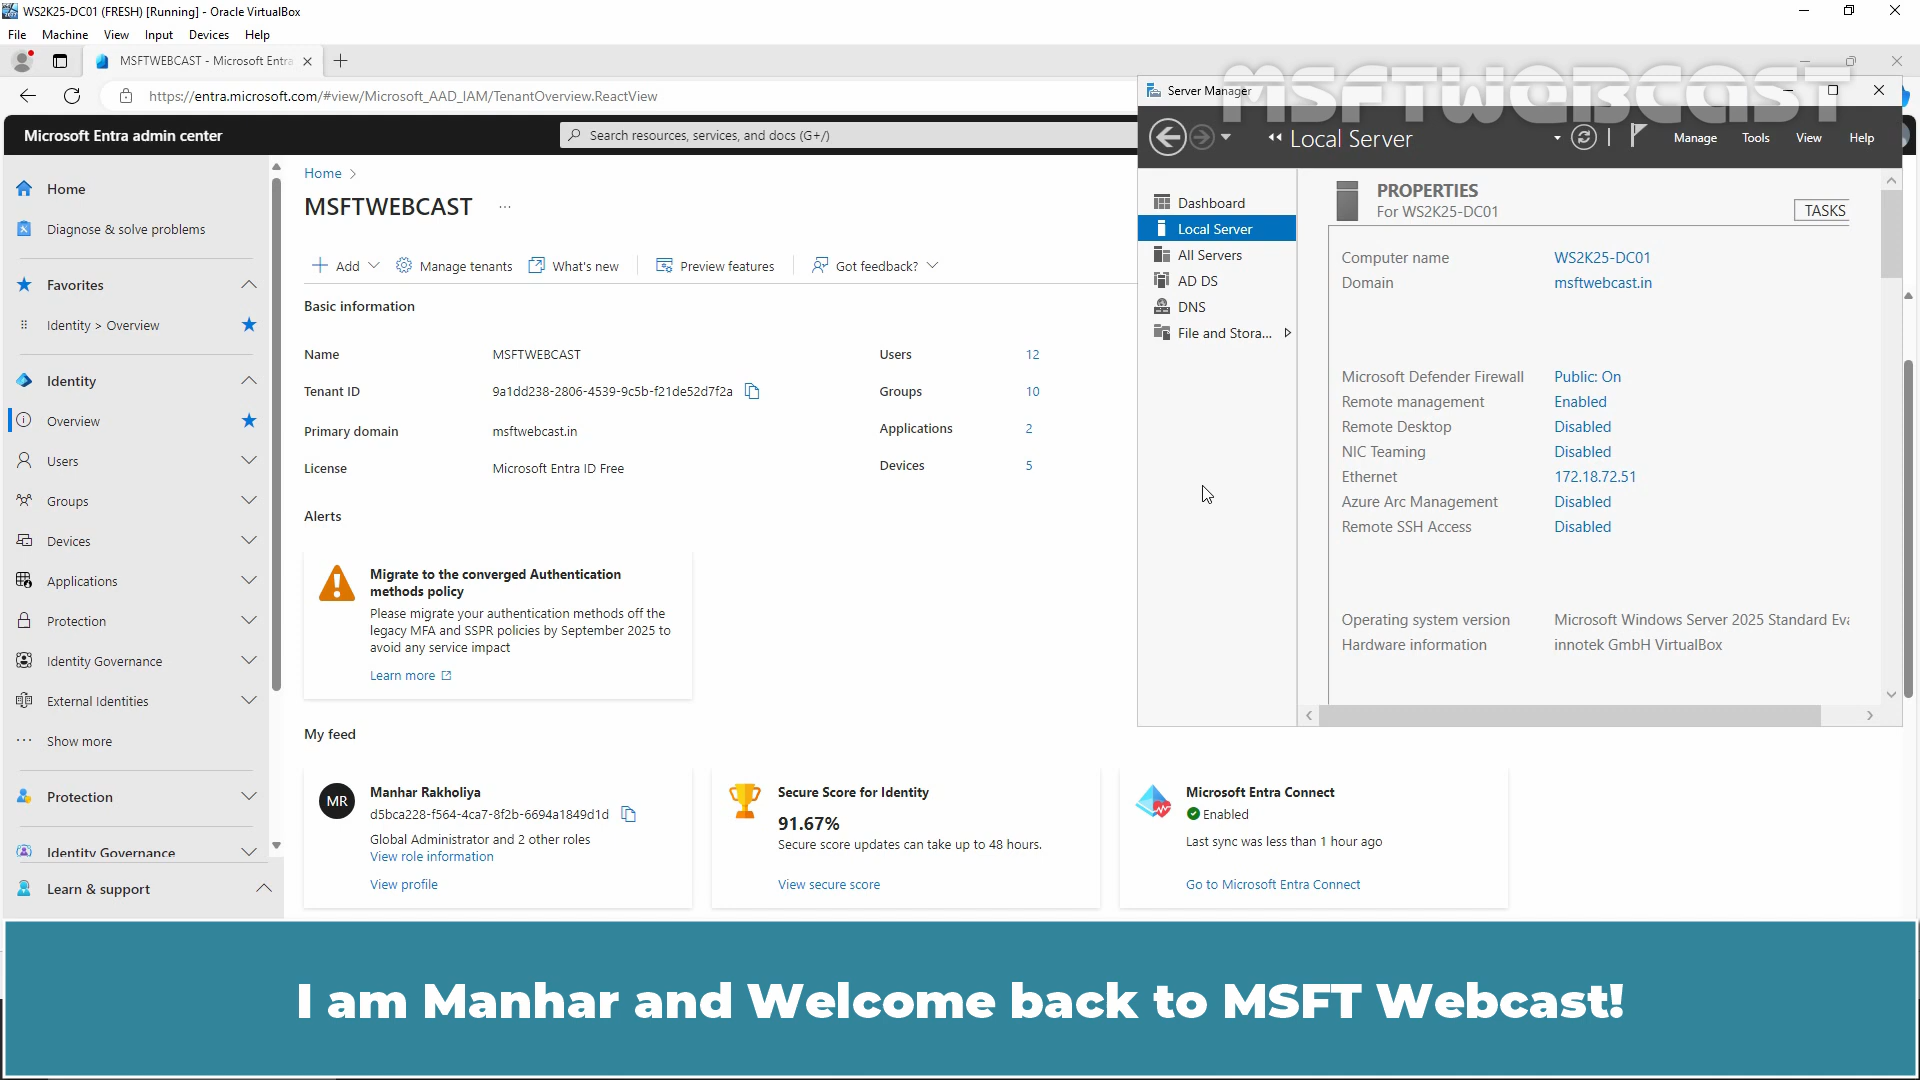 WS2K25-DC01 (FRESH) [Running] - Oracle VirtualBox
File Machine View Input Devices Help
MSFTWEBCAST - Microsoft Entra
https://entra.microsoft.com/#view/Microsoft_AAD_IAM/TenantOverview.ReactView
MSFTWEBCAST
Microsoft Entra admin center
Search resources, services, and docs (G+/)
Home
Diagnose & solve problems
Favorites
Identity > Overview
Identity
Overview
Users
Groups
Devices
Applications
Protection
Identity Governance
External Identities
Show more
Protection
Identity Governance
Learn & support
Home >
MSFTWEBCAST ...
Add Manage tenants What's new Preview features Got feedback?
Basic information
Name MSFTWEBCAST Users 12
Tenant ID 9a1dd238-2806-4539-9c5b-f21de52d7f2a Groups 10
Primary domain msftwebcast.in Applications 2
License Microsoft Entra ID Free Devices 5
Alerts
Migrate to the converged Authentication
methods policy
Please migrate your authentication methods off the
legacy MFA and SSPR policies by September 2025 to
avoid any service impact
Learn more
My feed
MR
Manhar Rakholiya
d5bca228-f564-4ca7-8f2b-6694a1849d1d
Global Administrator and 2 other roles
View role information
View profile
Secure Score for Identity
91.67%
Secure score updates can take up to 48 hours.
View secure score
Microsoft Entra Connect
Enabled
Last sync was less than 1 hour ago
Go to Microsoft Entra Connect
Server Manager
Local Server
Manage Tools View Help
Dashboard
Local Server
All Servers
AD DS
DNS
File and Stora...
PROPERTIES
For WS2K25-DC01
TASKS
Computer name WS2K25-DC01
Domain msftwebcast.in
Microsoft Defender Firewall Public: On
Remote management Enabled
Remote Desktop Disabled
NIC Teaming Disabled
Ethernet 172.18.72.51
Azure Arc Management Disabled
Remote SSH Access Disabled
Operating system version Microsoft Windows Server 2025 Standard Eva
Hardware information innotek GmbH VirtualBox
I am Manhar and Welcome back to MSFT Webcast!